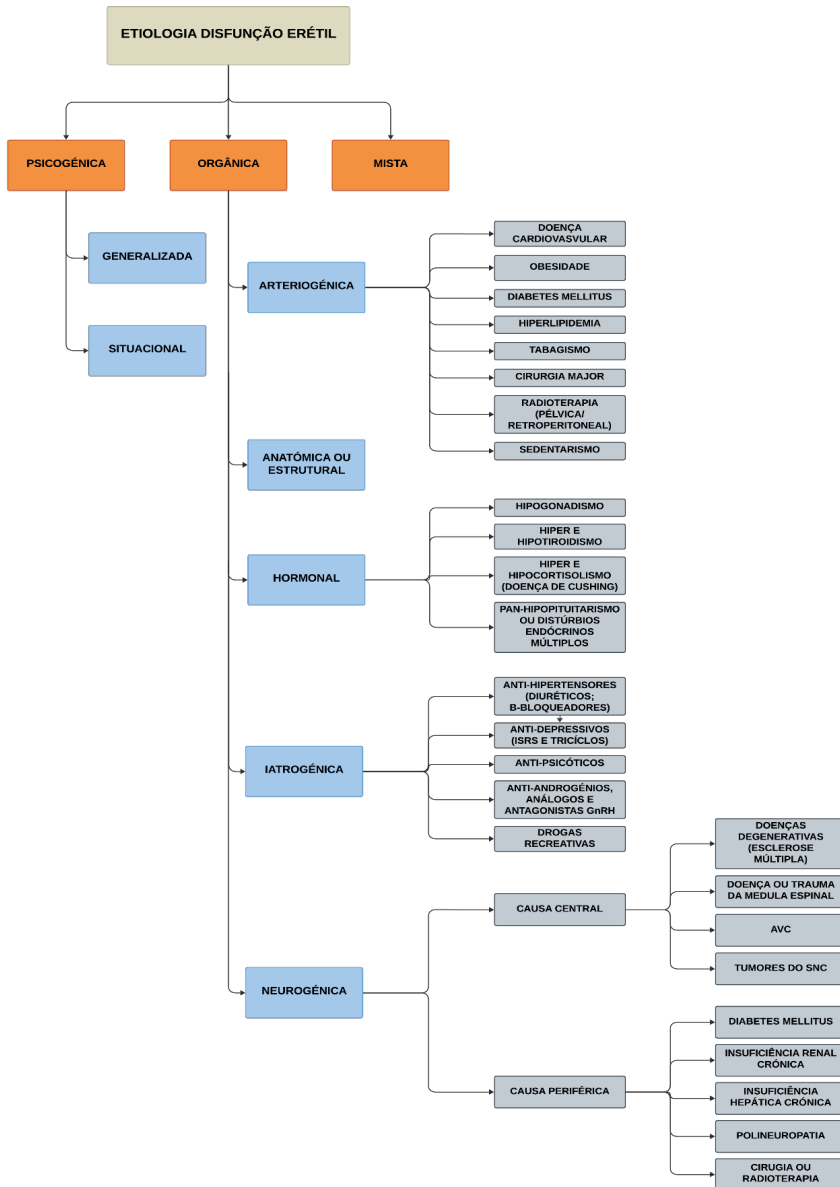 ETIOLOGIA DISFUNÇÃO ERÉTIL
PSICOGÉNICA
ORGÂNICA
MISTA
GENERALIZADA
SITUACIONAL
ARTERIOGÉNICA
DOENÇA
CARDIOVASVULAR
OBESIDADE
DIABETES MELLITUS
HIPERLIPIDEMIA
TABAGISMO
CIRURGIA MAJOR
RADIOTERAPIA
(PÉLVICA/
RETROPERITONEAL)
SEDENTARISMO
ANATÓMICA OU
ESTRUTURAL
HORMONAL
HIPOGONADISMO
HIPER E
HIPOTIROIDISMO
HIPER E
HIPOCORTISOLISMO
(DOENÇA DE CUSHING)
PAN-HIPOPITUITARISMO
OU DISTÚRBIOS
ENDÓCRINOS
MÚLTIPLOS
IATROGÉNICA
ANTI-HIPERTENSORES
(DIURÉTICOS;
B-BLOQUEADORES)
ANTI-DEPRESSIVOS
(ISRS E TRICÍCLOS)
ANTI-PSICÓTICOS
ANTI-ANDROGÉNIOS,
ANÁLOGOS E
ANTAGONISTAS GnRH
DROGAS
RECREATIVAS
NEUROGÉNICA
CAUSA CENTRAL
DOENÇAS
DEGENERATIVAS
(ESCLEROSE
MÚLTIPLA)
DOENÇA OU TRAUMA
DA MEDULA ESPINAL
AVC
TUMORES DO SNC
CAUSA PERIFÉRICA
DIABETES MELLITUS
INSUFICIÊNCIA RENAL
CRÓNICA
INSUFICIÊNCIA
HEPÁTICA CRÓNICA
POLINEUROPATIA
CIRUGIA OU
RADIOTERAPIA